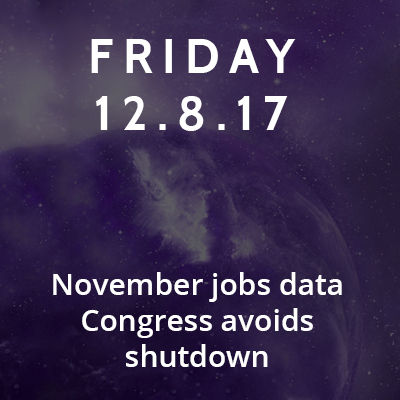 FRIDAY
12.8.17
November jobs data
Congress avoids
shutdown